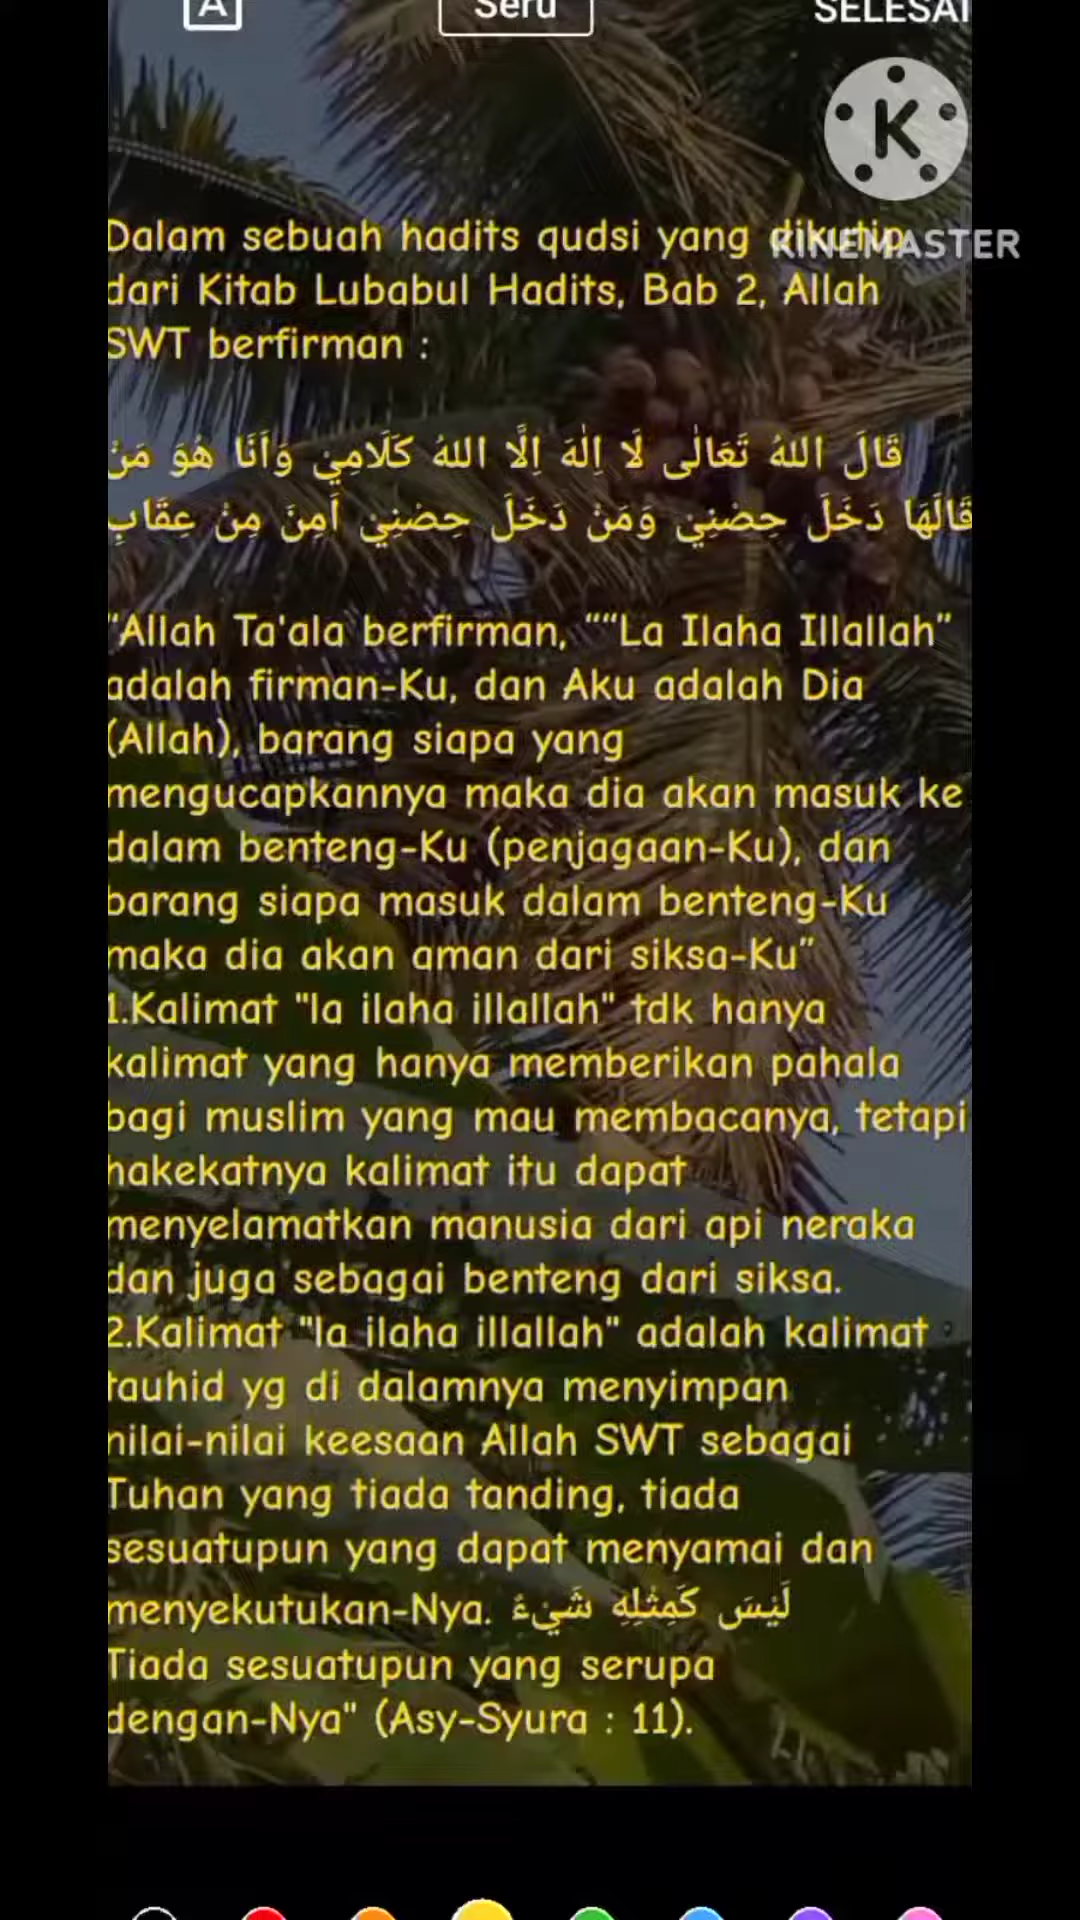 A
Seru
SELESAI
K
KINEMASTER
Dalam sebuah hadits qudsi yang dikutip
dari Kitab Lubabul Hadits, Bab 2, Allah
SWT berfirman :
قَالَ اللهُ تَعَالٰى لَا اِلٰهَ اِلَّا اللهُ كَلَامِيْ وَاَنَا هُوَ مَنْ
قَالَهَا دَخَلَ حِصْنِيْ وَمَنْ دَخَلَ حِصْنِيْ اَمِنَ مِنْ عِقَابِ
"Allah Ta'ala berfirman, ““La Ilaha Illallah”
adalah firman-Ku, dan Aku adalah Dia
(Allah), barang siapa yang
mengucapkannya maka dia akan masuk ke
dalam benteng-Ku (penjagaan-Ku), dan
barang siapa masuk dalam benteng-Ku
maka dia akan aman dari siksa-Ku”
1.Kalimat "la ilaha illallah" tdk hanya
kalimat yang hanya memberikan pahala
bagi muslim yang mau membacanya, tetapi
hakekatnya kalimat itu dapat
menyelamatkan manusia dari api neraka
dan juga sebagai benteng dari siksa.
2.Kalimat "la ilaha illallah" adalah kalimat
tauhid yg di dalamnya menyimpan
nilai-nilai keesaan Allah SWT sebagai
Tuhan yang tiada tanding, tiada
sesuatupun yang dapat menyamai dan
menyekutukan-Nya. لَيْسَ كَمِثْلِهِ شَيْءٌ
Tiada sesuatupun yang serupa
dengan-Nya" (Asy-Syura : 11).